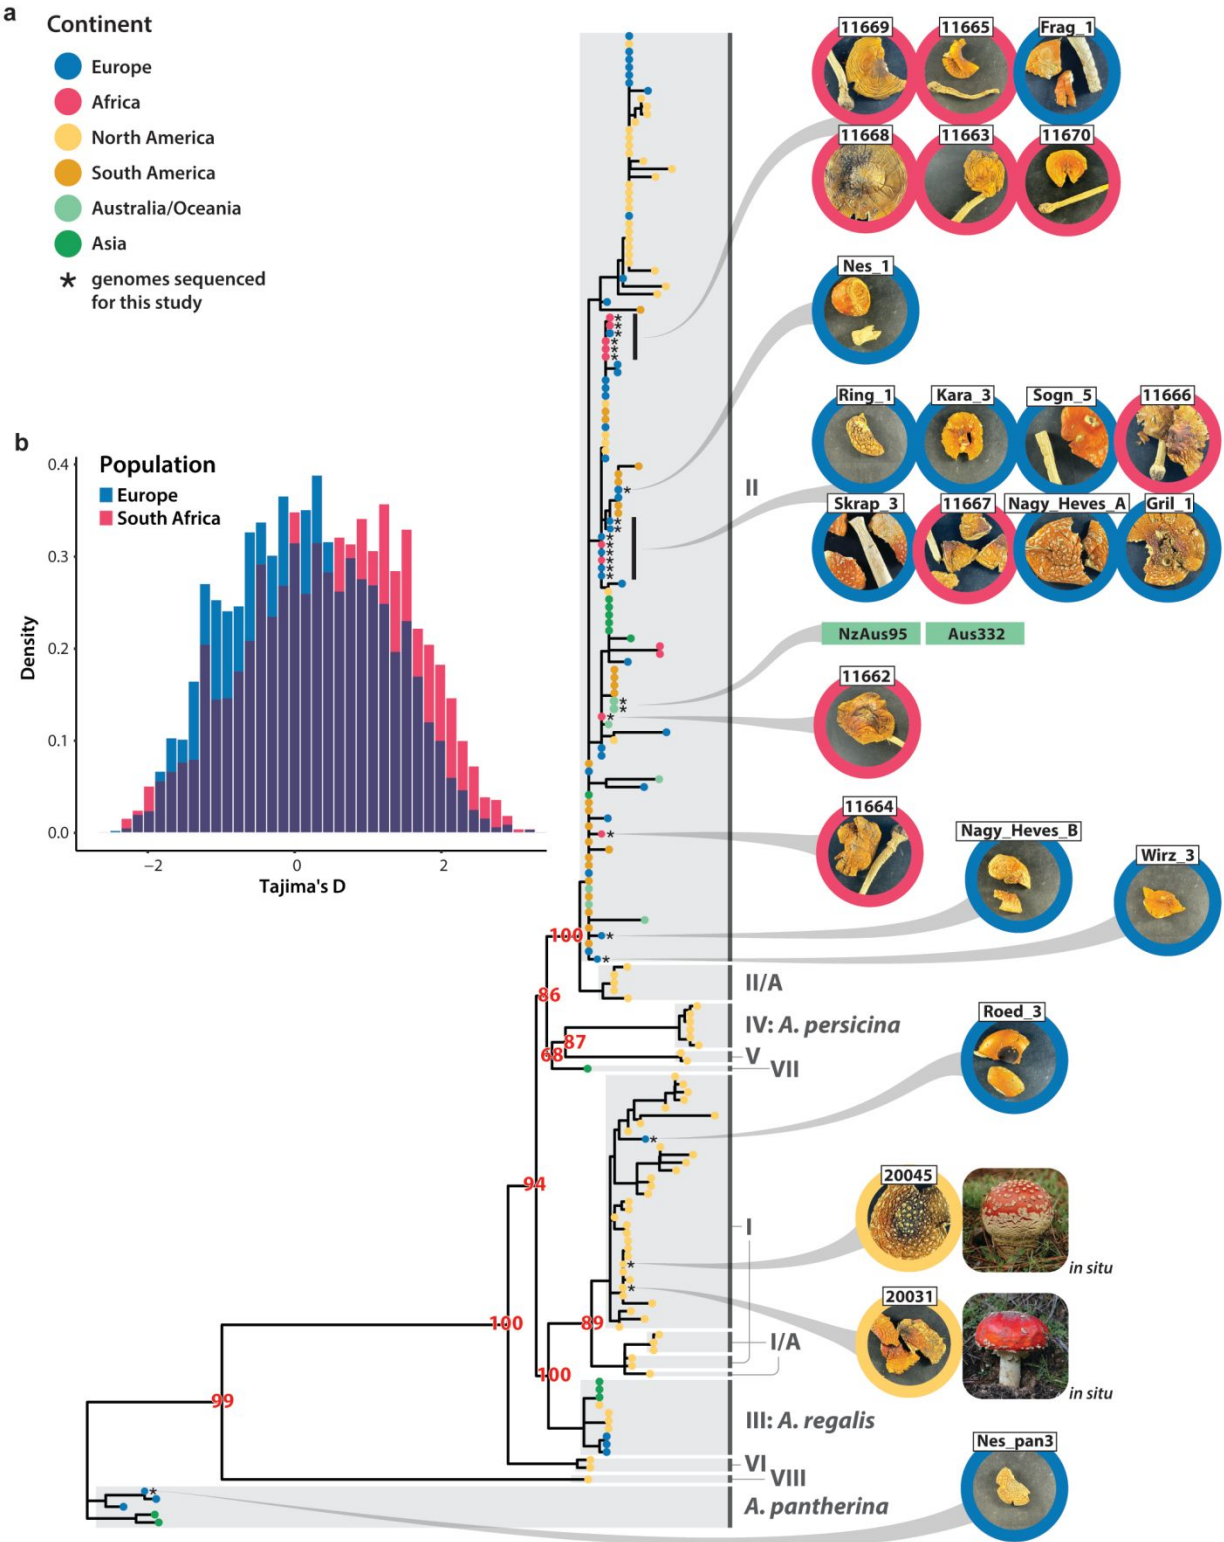 a
Continent
Europe
Africa
North America
South America
Australia/Oceania
Asia
* genomes sequenced
for this study
b
Population
Europe
South Africa
0.4
0.3
0.2
0.1
0.0
Density
−2
0
2
Tajima's D
11669
11665
Frag_1
11668
11663
11670
Nes_1
Ring_1
Kara_3
Sogn_5
11666
Skrap_3
11667
Nagy_Heves_A
Gril_1
NzAus95
Aus332
11662
11664
Nagy_Heves_B
Wirz_3
Roed_3
20045
in situ
20031
in situ
Nes_pan3
II
II/A
IV: A. persicina
V
VII
I
I/A
III: A. regalis
VI
VIII
A. pantherina
100
86
87
68
94
100
89
100
99